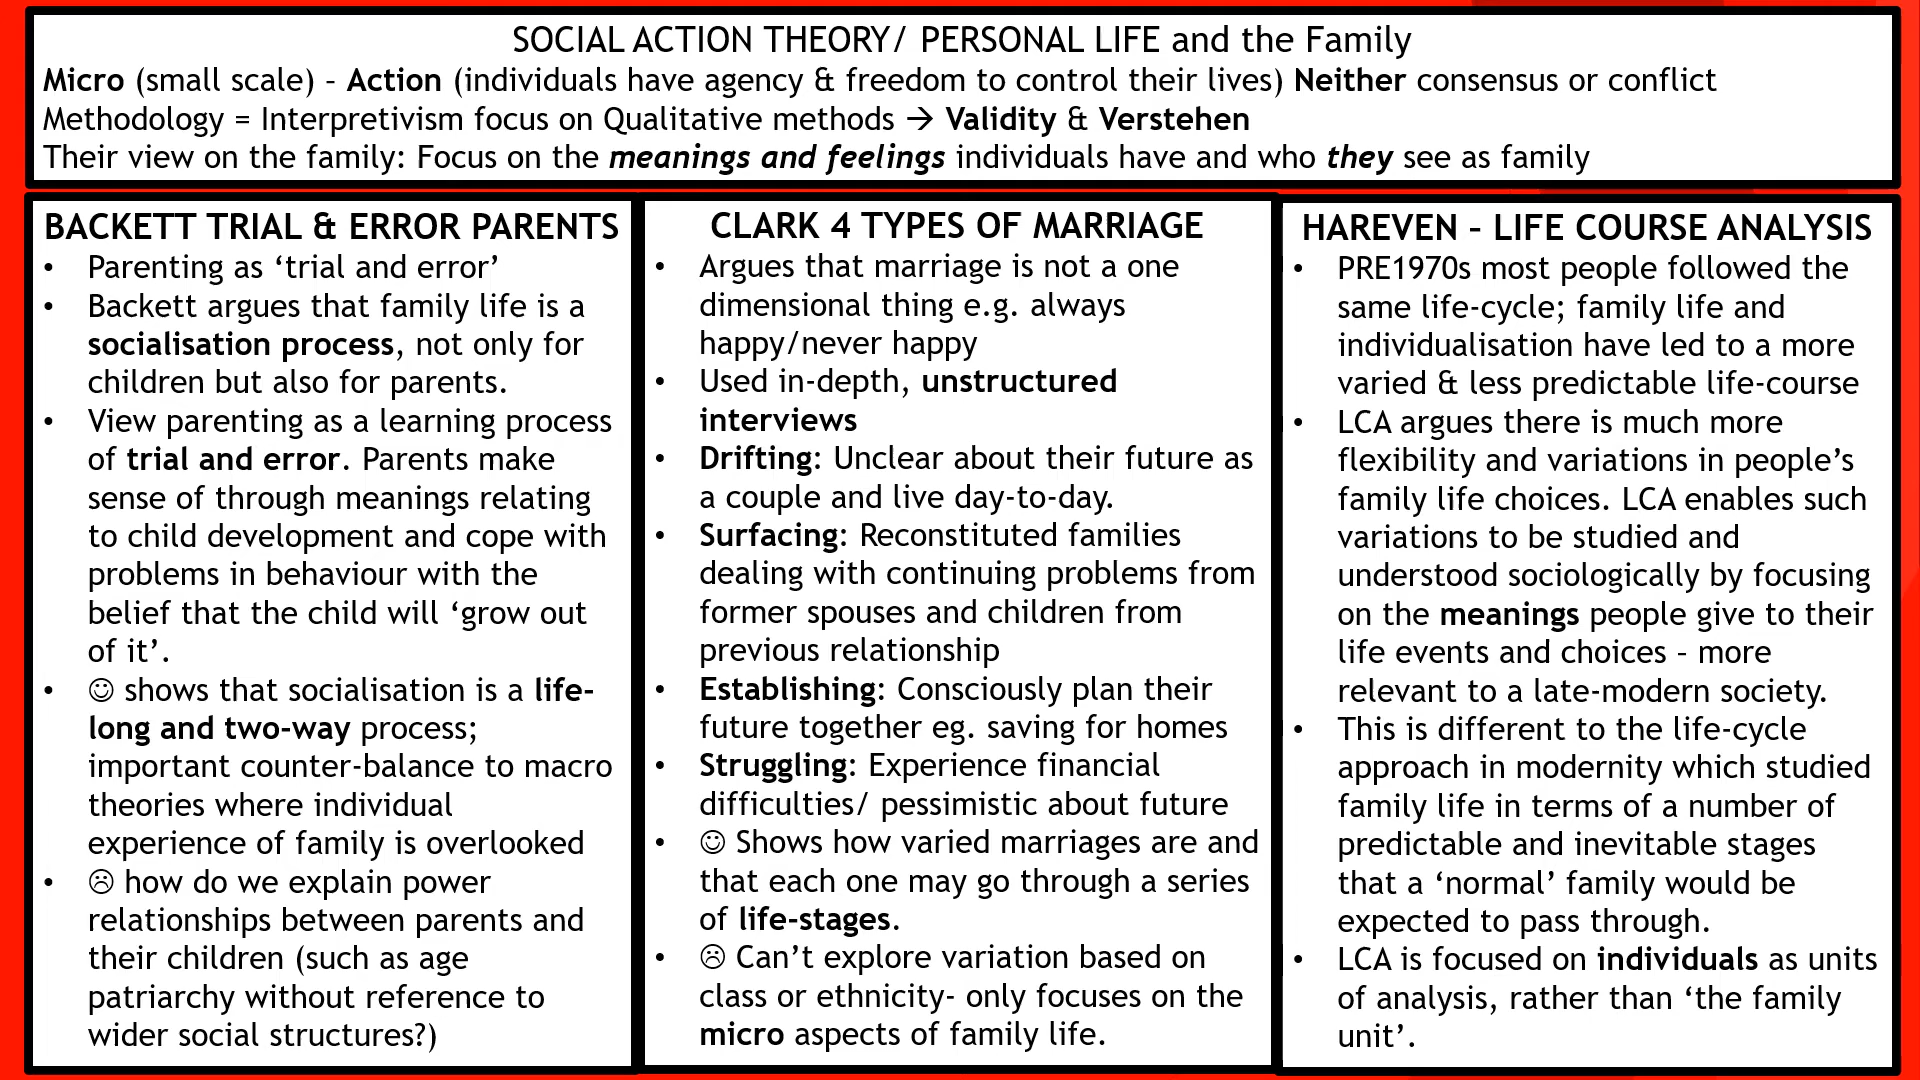 SOCIAL ACTION THEORY/ PERSONAL LIFE and the Family
Micro (small scale) – Action (individuals have agency & freedom to control their lives) Neither consensus or conflict
Methodology = Interpretivism focus on Qualitative methods → Validity & Verstehen
Their view on the family: Focus on the meanings and feelings individuals have and who they see as family
BACKETT TRIAL & ERROR PARENTS
• Parenting as ‘trial and error’
• Backett argues that family life is a
socialisation process, not only for
children but also for parents.
• View parenting as a learning process
of trial and error. Parents make
sense of through meanings relating
to child development and cope with
problems in behaviour with the
belief that the child will ‘grow out
of it’.
• ☺ shows that socialisation is a life-
long and two-way process;
important counter-balance to macro
theories where individual
experience of family is overlooked
• ☹ how do we explain power
relationships between parents and
their children (such as age
patriarchy without reference to
wider social structures?)
CLARK 4 TYPES OF MARRIAGE
• Argues that marriage is not a one
dimensional thing e.g. always
happy/never happy
• Used in-depth, unstructured
interviews
• Drifting: Unclear about their future as
a couple and live day-to-day.
• Surfacing: Reconstituted families
dealing with continuing problems from
former spouses and children from
previous relationship
• Establishing: Consciously plan their
future together eg. saving for homes
• Struggling: Experience financial
difficulties/ pessimistic about future
• ☺ Shows how varied marriages are and
that each one may go through a series
of life-stages.
• ☹ Can’t explore variation based on
class or ethnicity- only focuses on the
micro aspects of family life.
HAREVEN – LIFE COURSE ANALYSIS
• PRE1970s most people followed the
same life-cycle; family life and
individualisation have led to a more
varied & less predictable life-course
• LCA argues there is much more
flexibility and variations in people’s
family life choices. LCA enables such
variations to be studied and
understood sociologically by focusing
on the meanings people give to their
life events and choices – more
relevant to a late-modern society.
• This is different to the life-cycle
approach in modernity which studied
family life in terms of a number of
predictable and inevitable stages
that a ‘normal’ family would be
expected to pass through.
• LCA is focused on individuals as units
of analysis, rather than ‘the family
unit’.